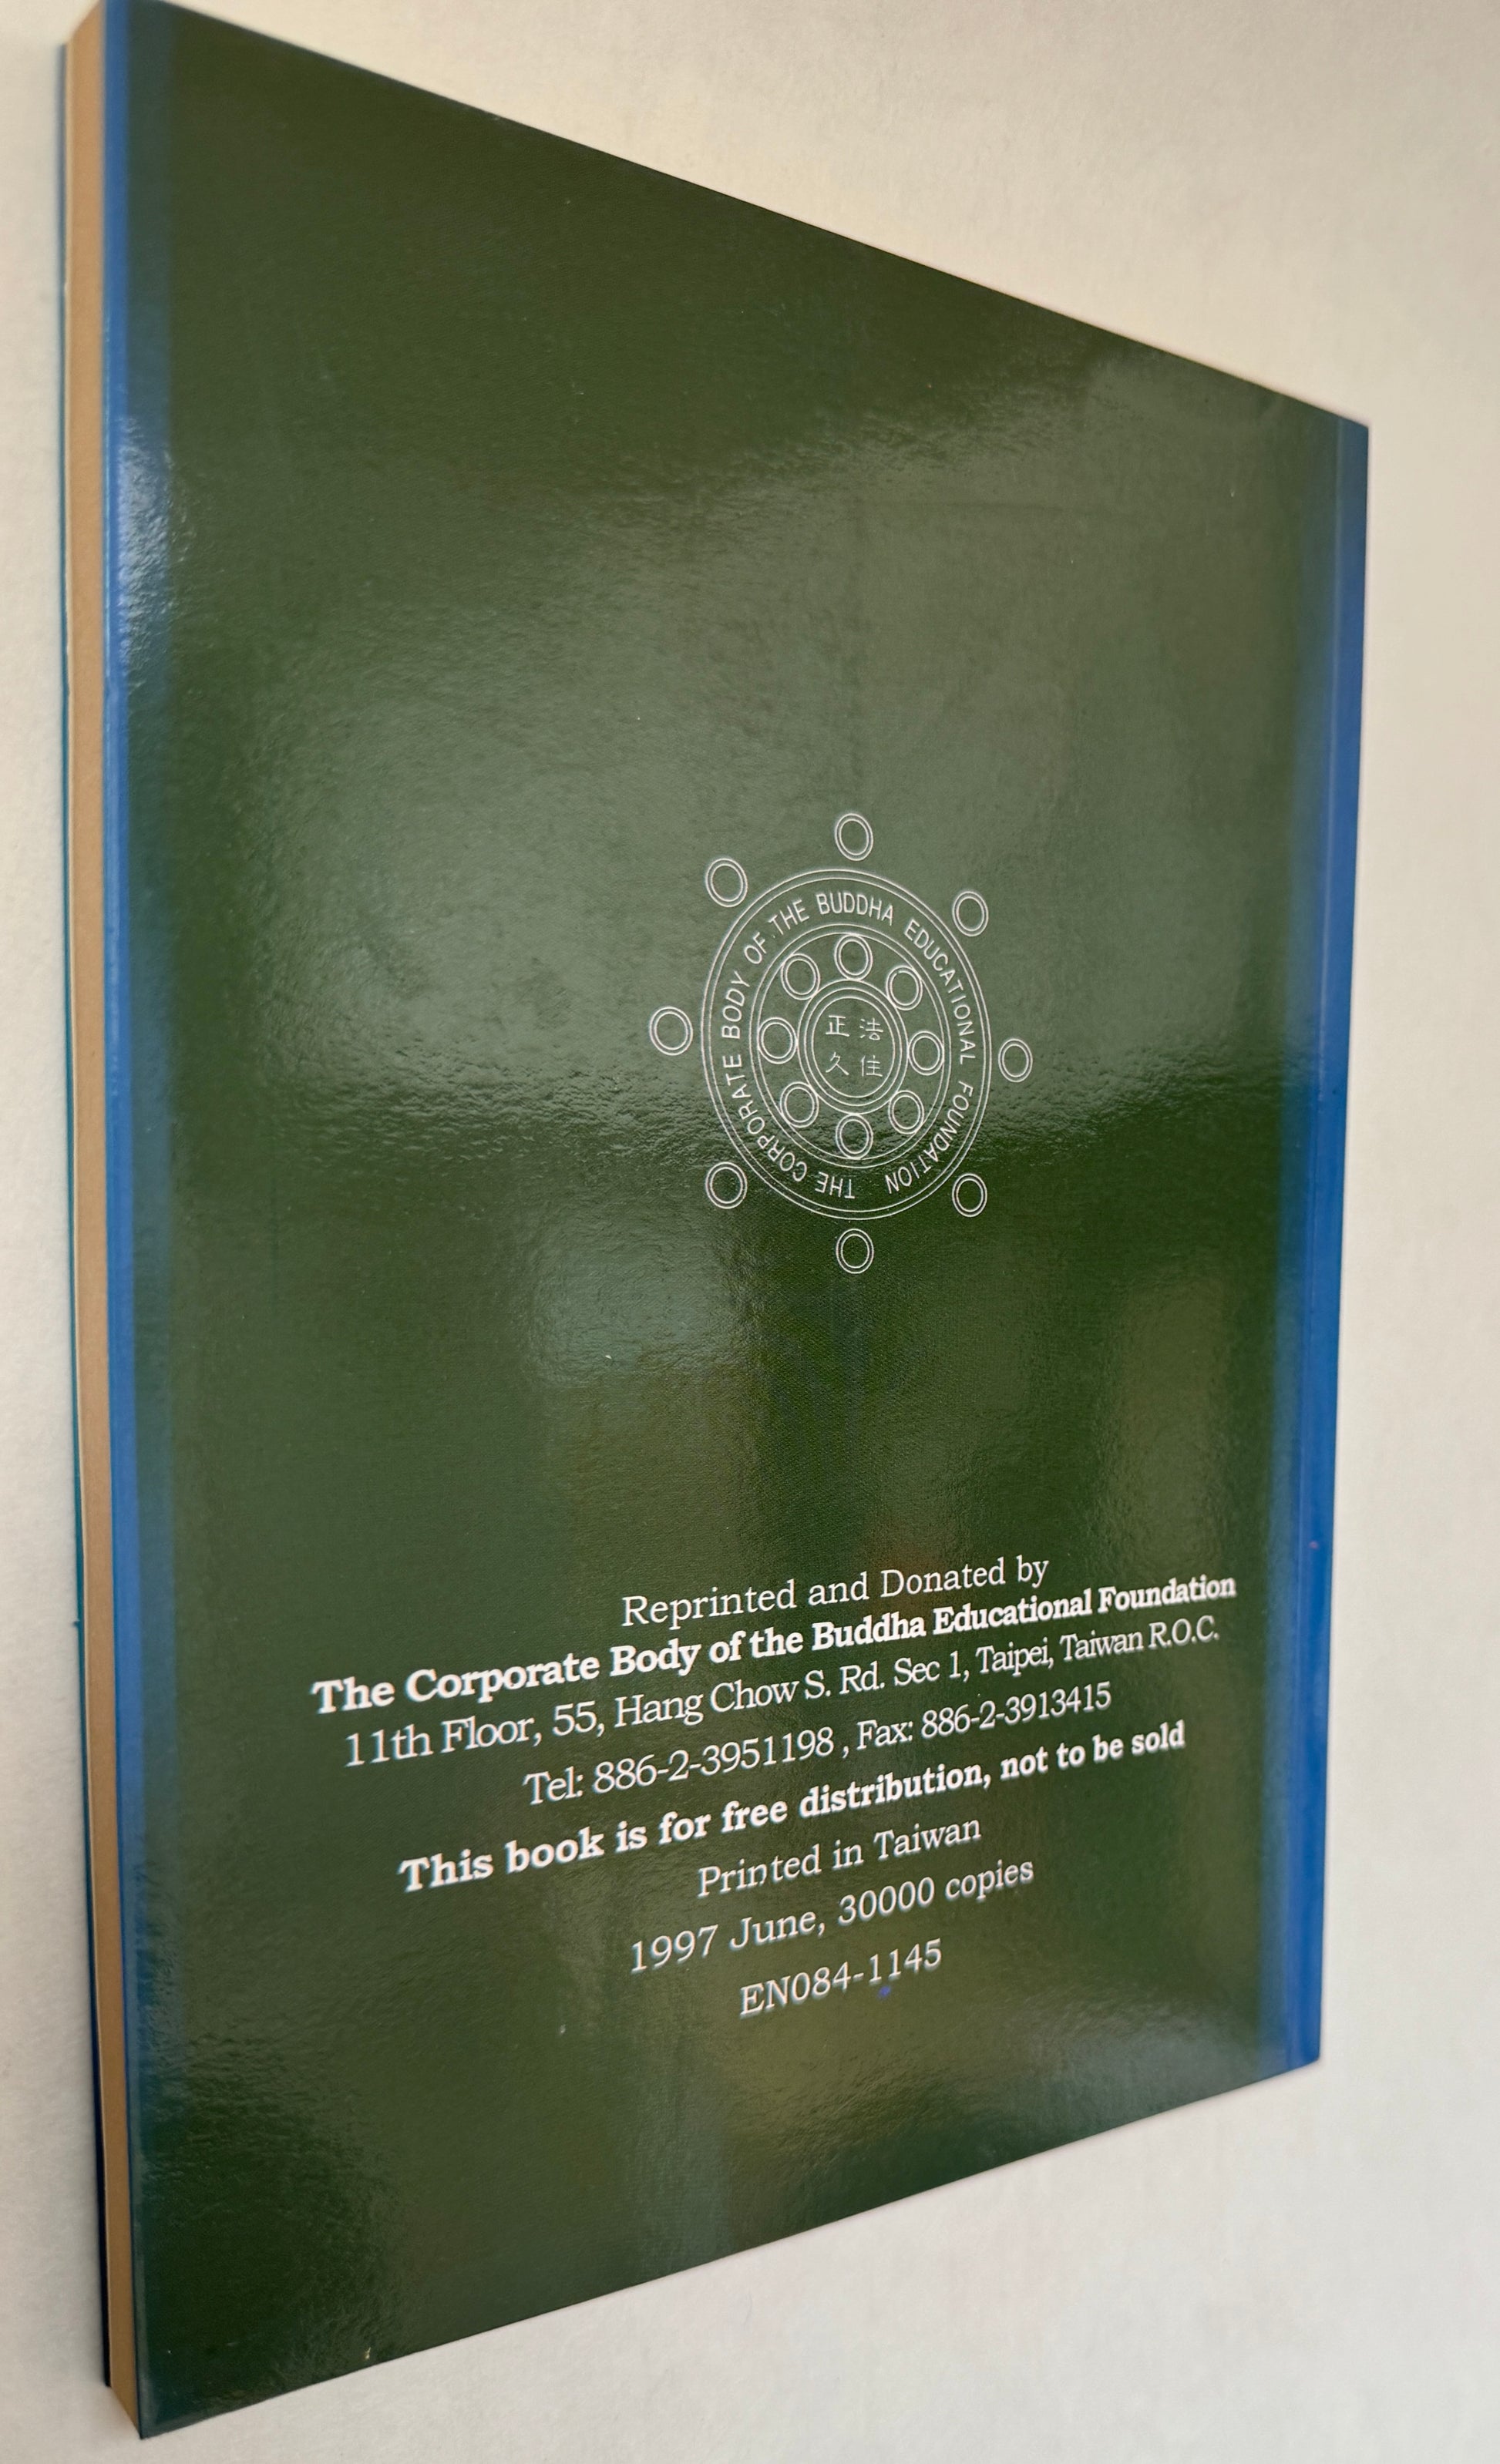 THE CORPORATE BODY OF THE BUDDHA EDUCATIONAL FOUNDATION
正法
久住
Reprinted and Donated by
The Corporate Body of the Buddha Educational Foundation
11th Floor, 55, Hang Chow S. Rd. Sec 1, Taipei, Taiwan R.O.C.
Tel: 886-2-3951198 , Fax: 886-2-3913415
This book is for free distribution, not to be sold
Printed in Taiwan
1997 June, 30000 copies
EN084-1145